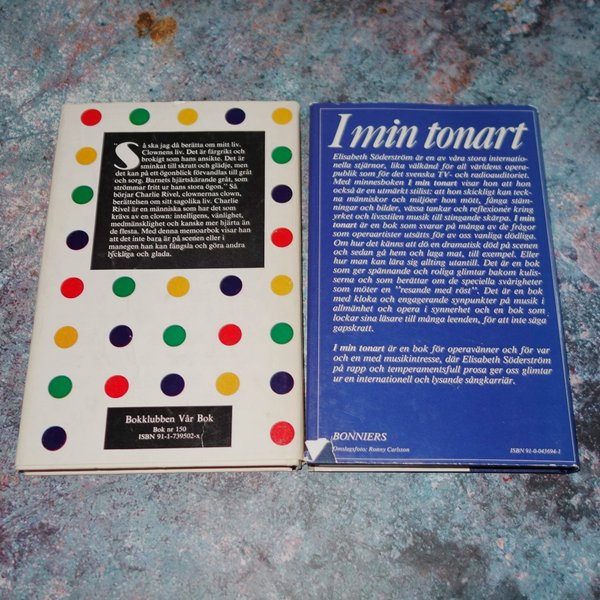 Så ska jag då berätta om mitt liv.
Clownens liv. Det är färgrikt och
brokigt som hans ansikte. Det är
sminkat till skratt och glädje, men
det kan på ett ögonblick förvandlas till gråt
och sorg. Barnets hjärtskärande gråt, som
strömmar fritt ur hans stora ögon." Så
börjar Charlie Rivel, clownernas clown,
berättelsen om sitt sagolika liv. Charlie
Rivel är en människa som har det som
krävs av en clown: intelligens, vänlighet,
medmänsklighet och kanske mer hjärta än
de flesta. Med denna memoarbok visar han
att det inte bara är på scenen eller i
manegen han kan fängsla och göra andra
lyckliga och glada.
Bokklubben Vår Bok
Bok nr 150
ISBN 91-1-739502-x
I min tonart
Elisabeth Söderström är en av våra stora internatio-
nella stjärnor, lika välkänd för all världens opera-
publik som för det svenska TV- och radioauditoriet.
Med minnesboken I min tonart visar hon att hon
också är en utmärkt stilist: att hon skickligt kan teck-
na människor och miljöer hon mött, fånga stäm-
ningar och bilder, vässa tankar och reflexioner kring
yrket och livsstilen musik till stingande skärpa. I min
tonart är en bok som svarar på många av de frågor
som operaartister utsätts för av oss vanliga dödliga.
Om hur det känns att dö en dramatisk död på scenen
och sedan gå hem och laga mat, till exempel. Eller
hur man kan lära sig allting utantill. Det är en bok
som ger spännande och roliga glimtar bakom kulis-
serna och som berättar om de speciella svårigheter
som möter en "resande med röst". Det är en bok
med kloka och engagerande synpunkter på musik i
allmänhet och opera i synnerhet och en bok som
lockar sina läsare till många leenden, för att inte säga
gapskratt.
I min tonart är en bok för operavänner och för var
och en med musikintresse, där Elisabeth Söderström
på rapp och temperamentsfull prosa ger oss glimtar
ur en internationell och lysande sångkarriär.
BONNIERS
Omslagsfoto: Ronny Carlsson
ISBN 91-0-043694-1